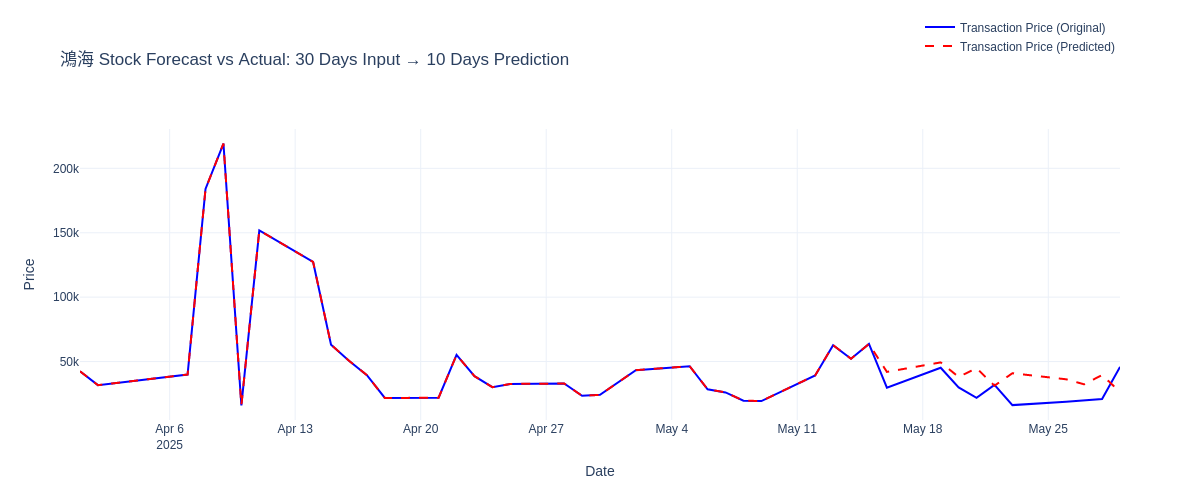 鴻海 Stock Forecast vs Actual: 30 Days Input → 10 Days Prediction
Transaction Price (Original)
Transaction Price (Predicted)
Price
200k
150k
100k
50k
Apr 6
2025
Apr 13
Apr 20
Apr 27
May 4
May 11
May 18
May 25
Date